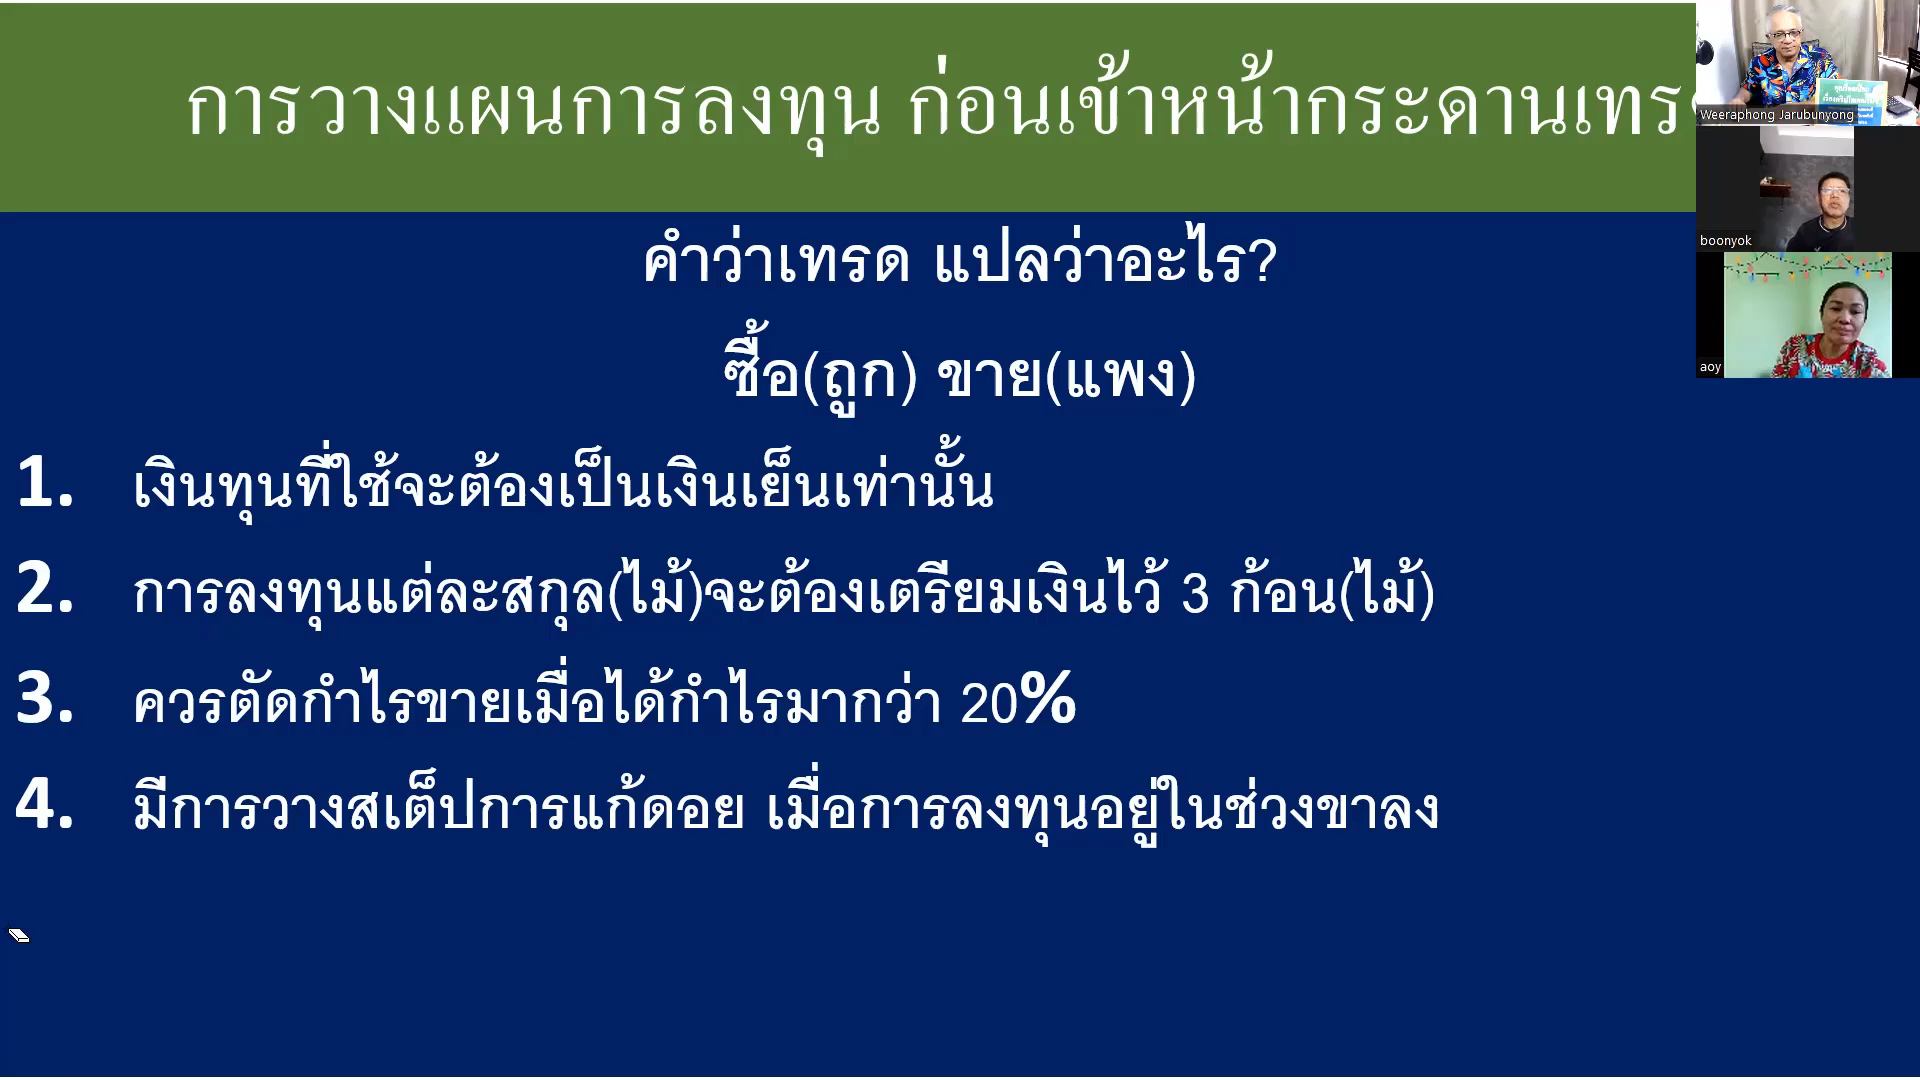 การวางแผนการลงทุน ก่อนเข้าหน้ากระดานเทร
คำว่าเทรด แปลว่าอะไร?
ซื้อ(ถูก) ขาย(แพง)
1. เงินทุนที่ใช้จะต้องเป็นเงินเย็นเท่านั้น
2. การลงทุนแต่ละสกุล(ไม้)จะต้องเตรียมเงินไว้ 3 ก้อน(ไม้)
3. ควรตัดกำไรขายเมื่อได้กำไรมากว่า 20%
4. มีการวางสเต็ปการแก้ดอย เมื่อการลงทุนอยู่ในช่วงขาลง
Weeraphong Jarubunyong
boonyok
aoy